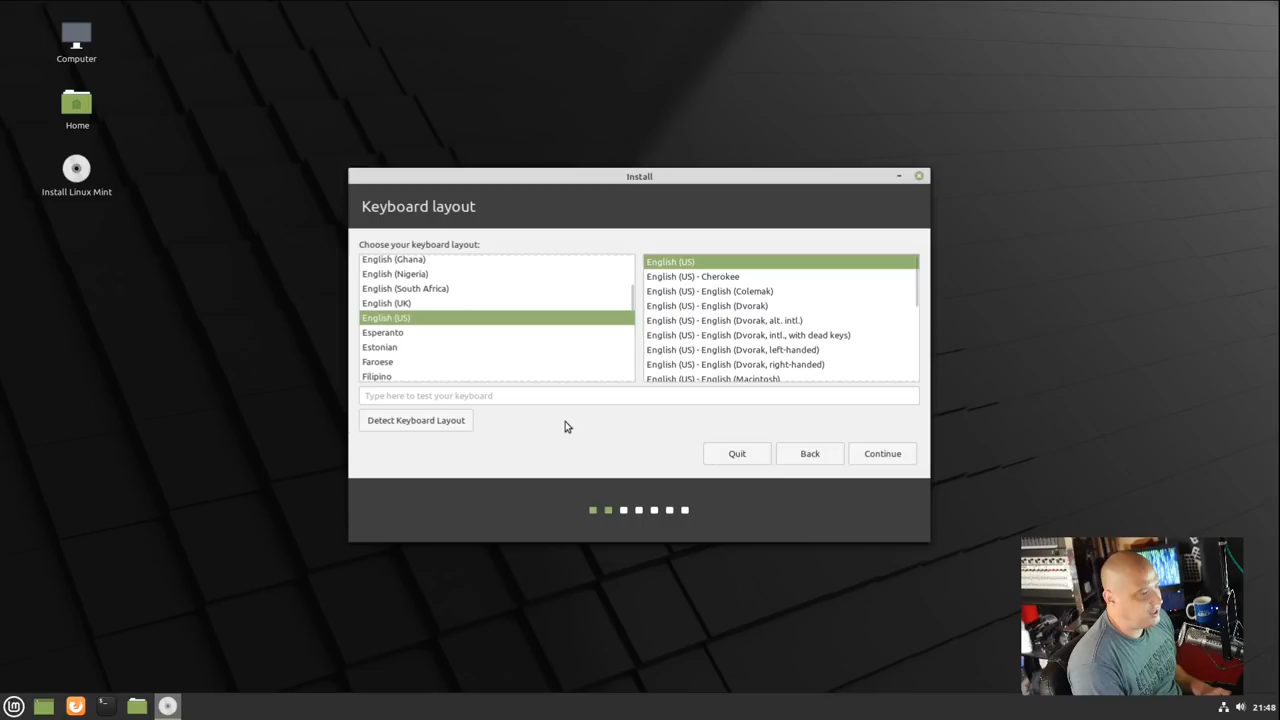 Computer
Home
Install Linux Mint
Install
Keyboard layout
Choose your keyboard layout:
English (Ghana)
English (Nigeria)
English (South Africa)
English (UK)
English (US)
Esperanto
Estonian
Faroese
Filipino
English (US)
English (US) - Cherokee
English (US) - English (Colemak)
English (US) - English (Dvorak)
English (US) - English (Dvorak, alt. intl.)
English (US) - English (Dvorak, intl., with dead keys)
English (US) - English (Dvorak, left-handed)
English (US) - English (Dvorak, right-handed)
English (US) - English (Macintosh)
Type here to test your keyboard
Detect Keyboard Layout
Quit
Back
Continue
21:48